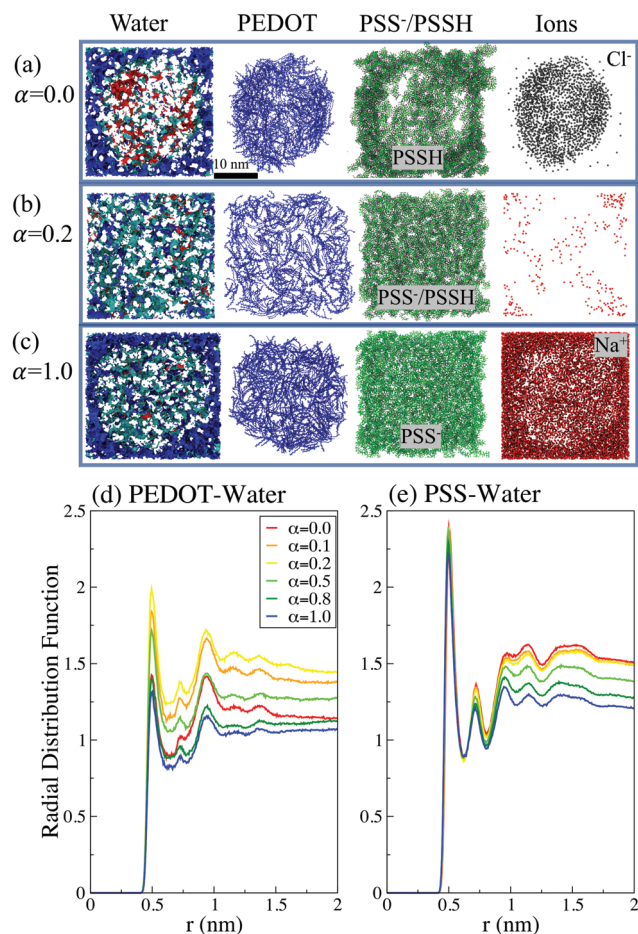 Water PEDOT PSS⁻/PSSH Ions
(a) α=0.0 Cl⁻
PSSH
10 nm
(b) α=0.2
PSS⁻/PSSH
(c) α=1.0 Na⁺
PSS⁻
(d) PEDOT-Water (e) PSS-Water
Radial Distribution Function
2.5
2
1.5
1
0.5
0
α=0.0
α=0.1
α=0.2
α=0.5
α=0.8
α=1.0
0 0.5 1 1.5 2
r (nm)
2.5
2
1.5
1
0.5
0
0 0.5 1 1.5 2
r (nm)